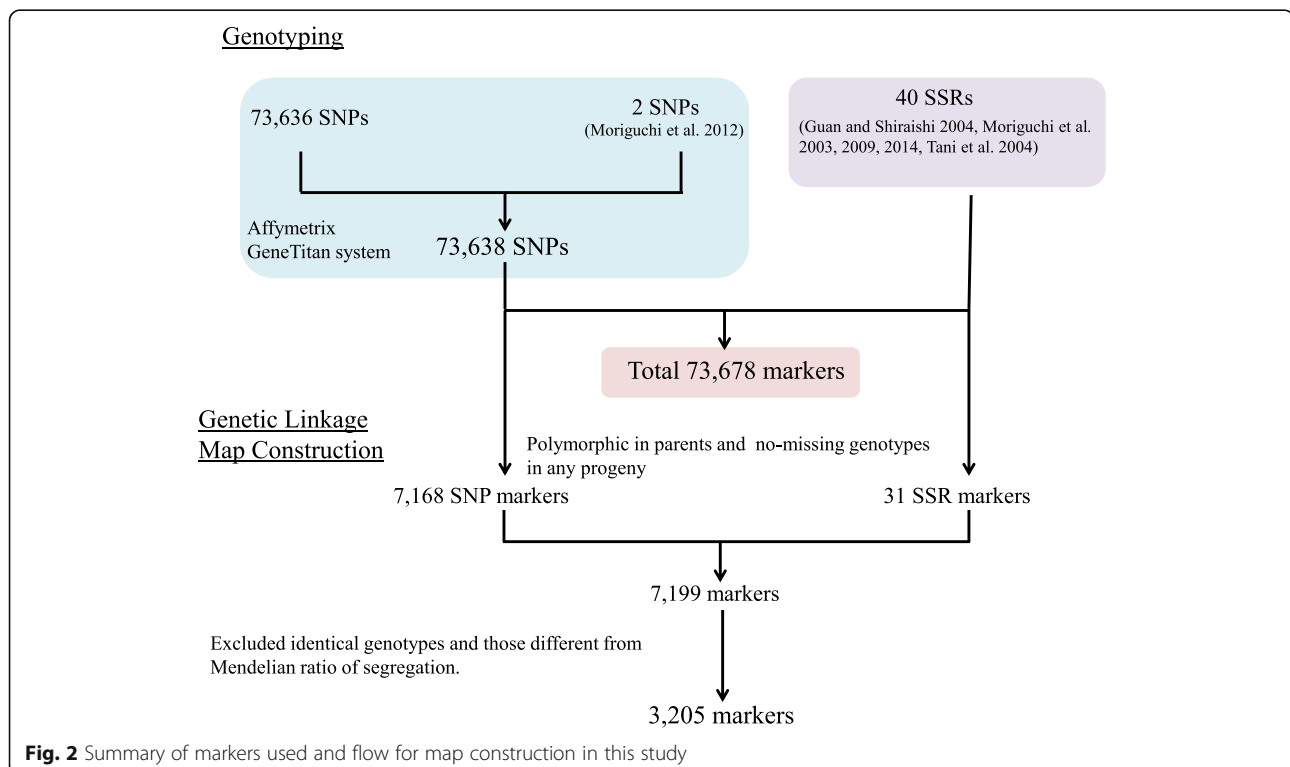 Genotyping
73,636 SNPs
2 SNPs
(Moriguchi et al. 2012)
40 SSRs
(Guan and Shiraishi 2004, Moriguchi et al.
2003, 2009, 2014, Tani et al. 2004)
Affymetrix
GeneTitan system
73,638 SNPs
Total 73,678 markers
Genetic Linkage
Map Construction
Polymorphic in parents and no-missing genotypes
in any progeny
7,168 SNP markers
31 SSR markers
7,199 markers
Excluded identical genotypes and those different from
Mendelian ratio of segregation.
3,205 markers
Fig. 2 Summary of markers used and flow for map construction in this study